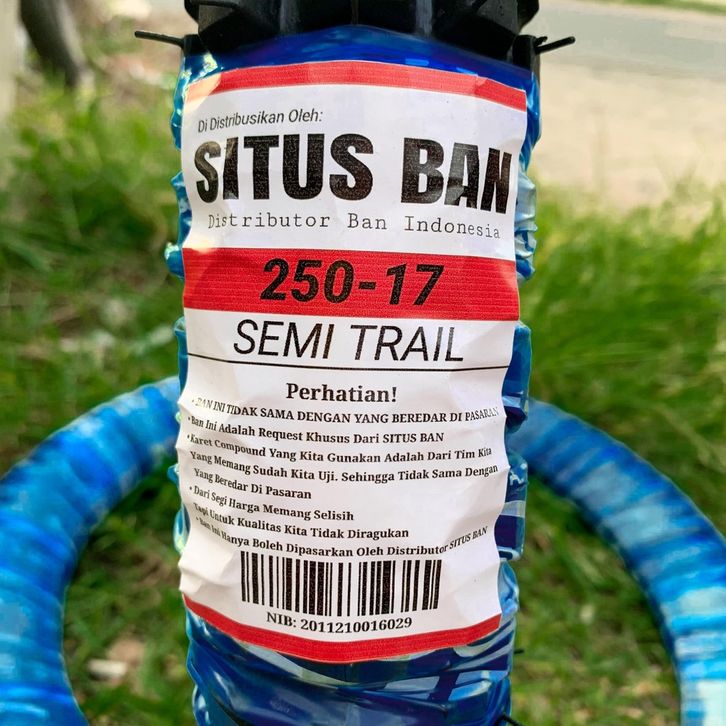 Di Distribusikan Oleh:
SITUS BAN
Distributor Ban Indonesia
250-17
SEMI TRAIL
Perhatian!
• BAN INI TIDAK SAMA DENGAN YANG BEREDAR DI PASARAN
• Ban Ini Adalah Request Khusus Dari SITUS BAN
• Karet Compound Yang Kita Gunakan Adalah Dari Tim Kita
Yang Memang Sudah Kita Uji. Sehingga Tidak Sama Dengan
Yang Beredar Di Pasaran
• Dari Segi Harga Memang Selisih
Tapi Untuk Kualitas Kita Tidak Diragukan
• Ban Ini Hanya Boleh Dipasarkan Oleh Distributor SITUS BAN
NIB: 2011210016029